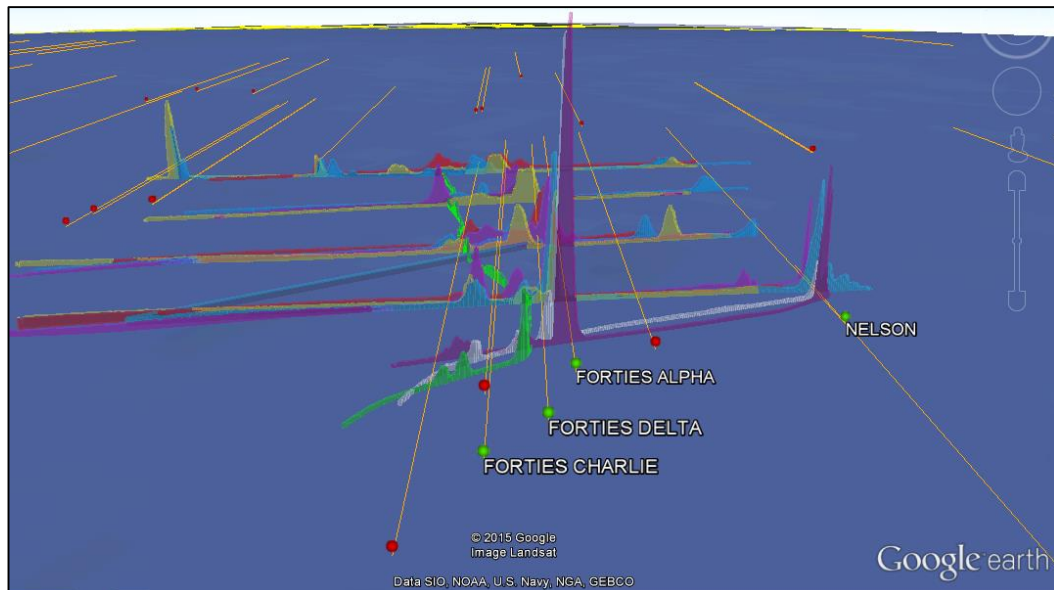 NELSON
FORTIES ALPHA
FORTIES DELTA
FORTIES CHARLIE
© 2015 Google
Image Landsat
Google earth
Data SIO, NOAA, U.S. Navy, NGA, GEBCO